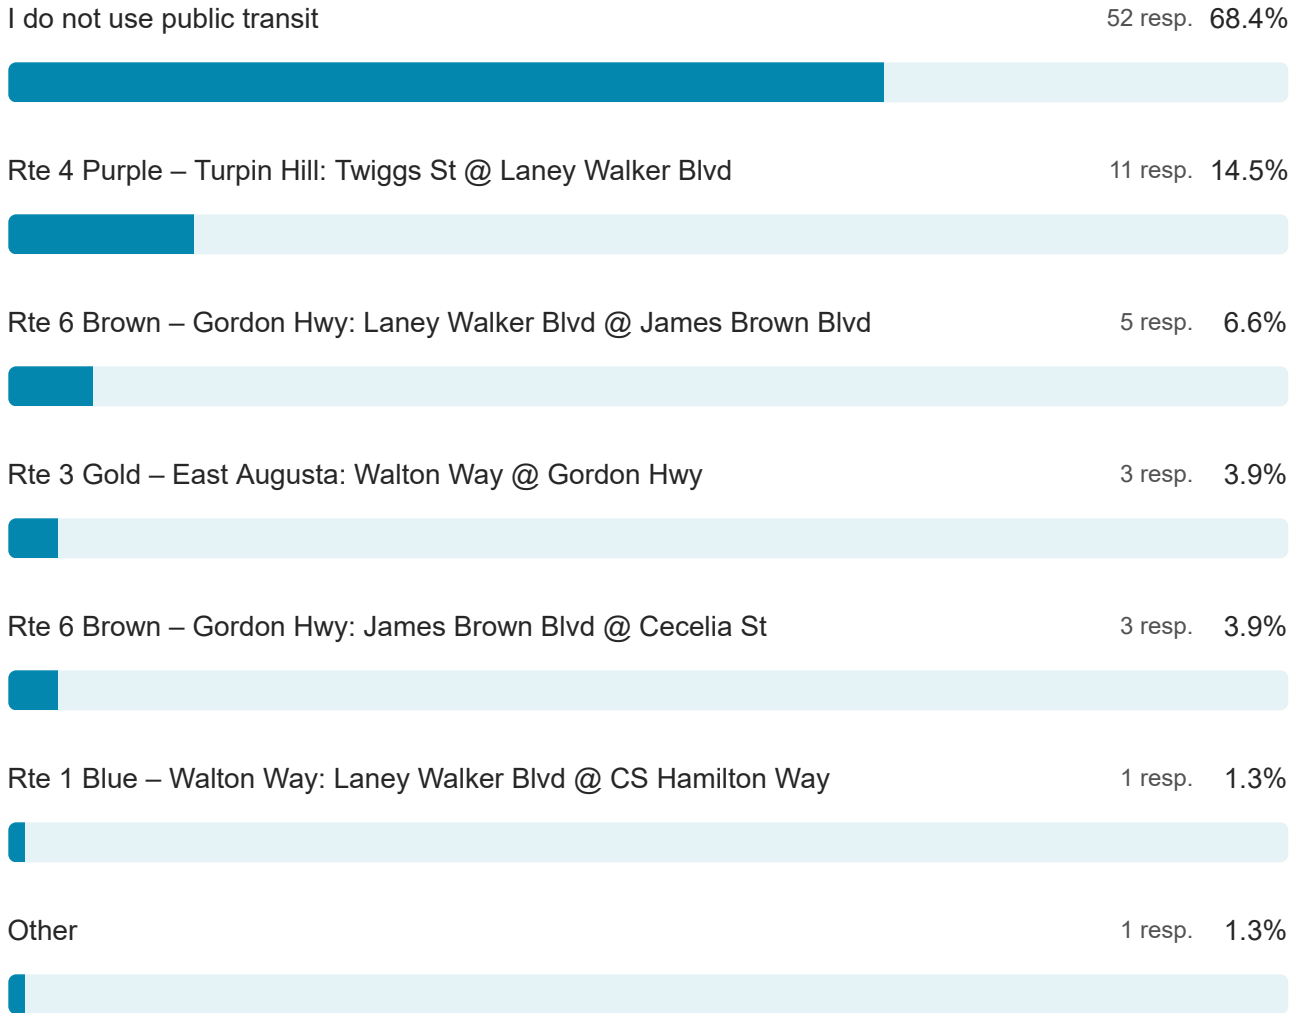 I do not use public transit 52 resp. 68.4%
Rte 4 Purple – Turpin Hill: Twiggs St @ Laney Walker Blvd 11 resp. 14.5%
Rte 6 Brown – Gordon Hwy: Laney Walker Blvd @ James Brown Blvd 5 resp. 6.6%
Rte 3 Gold – East Augusta: Walton Way @ Gordon Hwy 3 resp. 3.9%
Rte 6 Brown – Gordon Hwy: James Brown Blvd @ Cecelia St 3 resp. 3.9%
Rte 1 Blue – Walton Way: Laney Walker Blvd @ CS Hamilton Way 1 resp. 1.3%
Other 1 resp. 1.3%